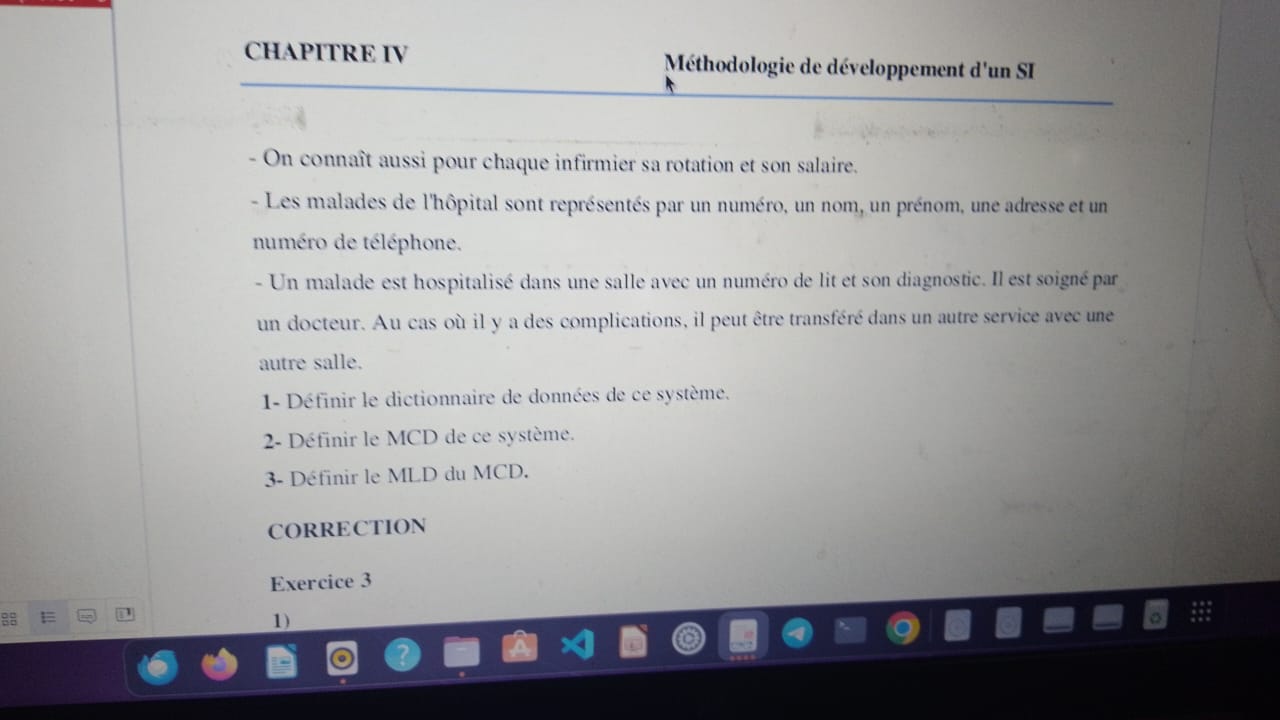 CHAPITRE IV
Méthodologie de développement d'un SI
- On connaît aussi pour chaque infirmier sa rotation et son salaire.
- Les malades de l'hôpital sont représentés par un numéro, un nom, un prénom, une adresse et un
numéro de téléphone.
- Un malade est hospitalisé dans une salle avec un numéro de lit et son diagnostic. Il est soigné par
un docteur. Au cas où il y a des complications, il peut être transféré dans un autre service avec une
autre salle.
1- Définir le dictionnaire de données de ce système.
2- Définir le MCD de ce système.
3- Définir le MLD du MCD.
CORRECTION
Exercice 3
1)